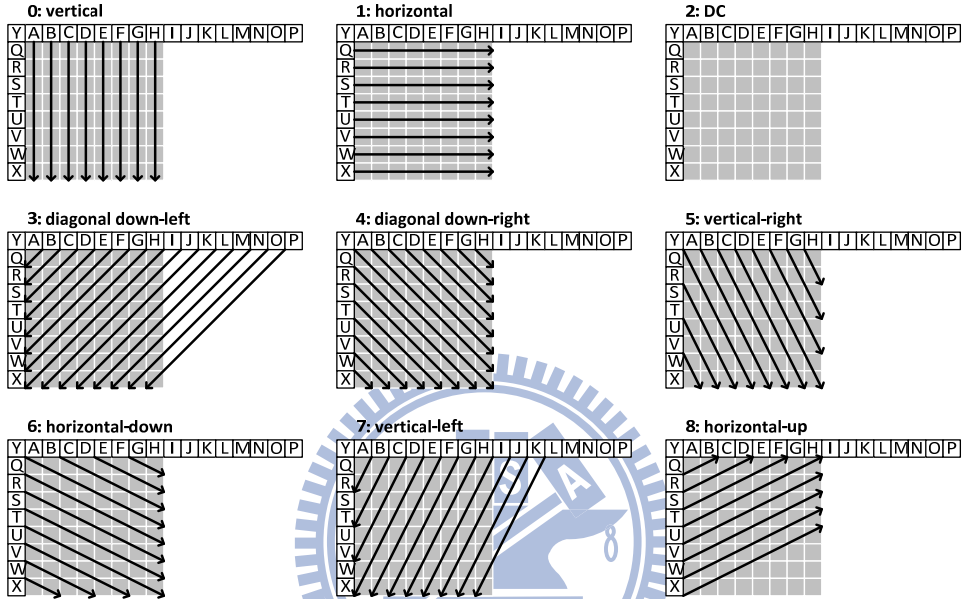 0: vertical 1: horizontal 2: DC
Y A B C D E F G H I J K L M N O P Y A B C D E F G H I J K L M N O P Y A B C D E F G H I J K L M N O P
Q Q Q
R R R
S S S
T T T
U U U
V V V
W W W
X X X
3: diagonal down-left 4: diagonal down-right 5: vertical-right
Y A B C D E F G H I J K L M N O P Y A B C D E F G H I J K L M N O P Y A B C D E F G H I J K L M N O P
Q Q Q
R R R
S S S
T T T
U U U
V V V
W W W
X X X
6: horizontal-down 7: vertical-left 8: horizontal-up
Y A B C D E F G H I J K L M N O P Y A B C D E F G H I J K L M N O P Y A B C D E F G H I J K L M N O P
Q Q Q
R R R
S S S
T T T
U U U
V V V
W W W
X X X